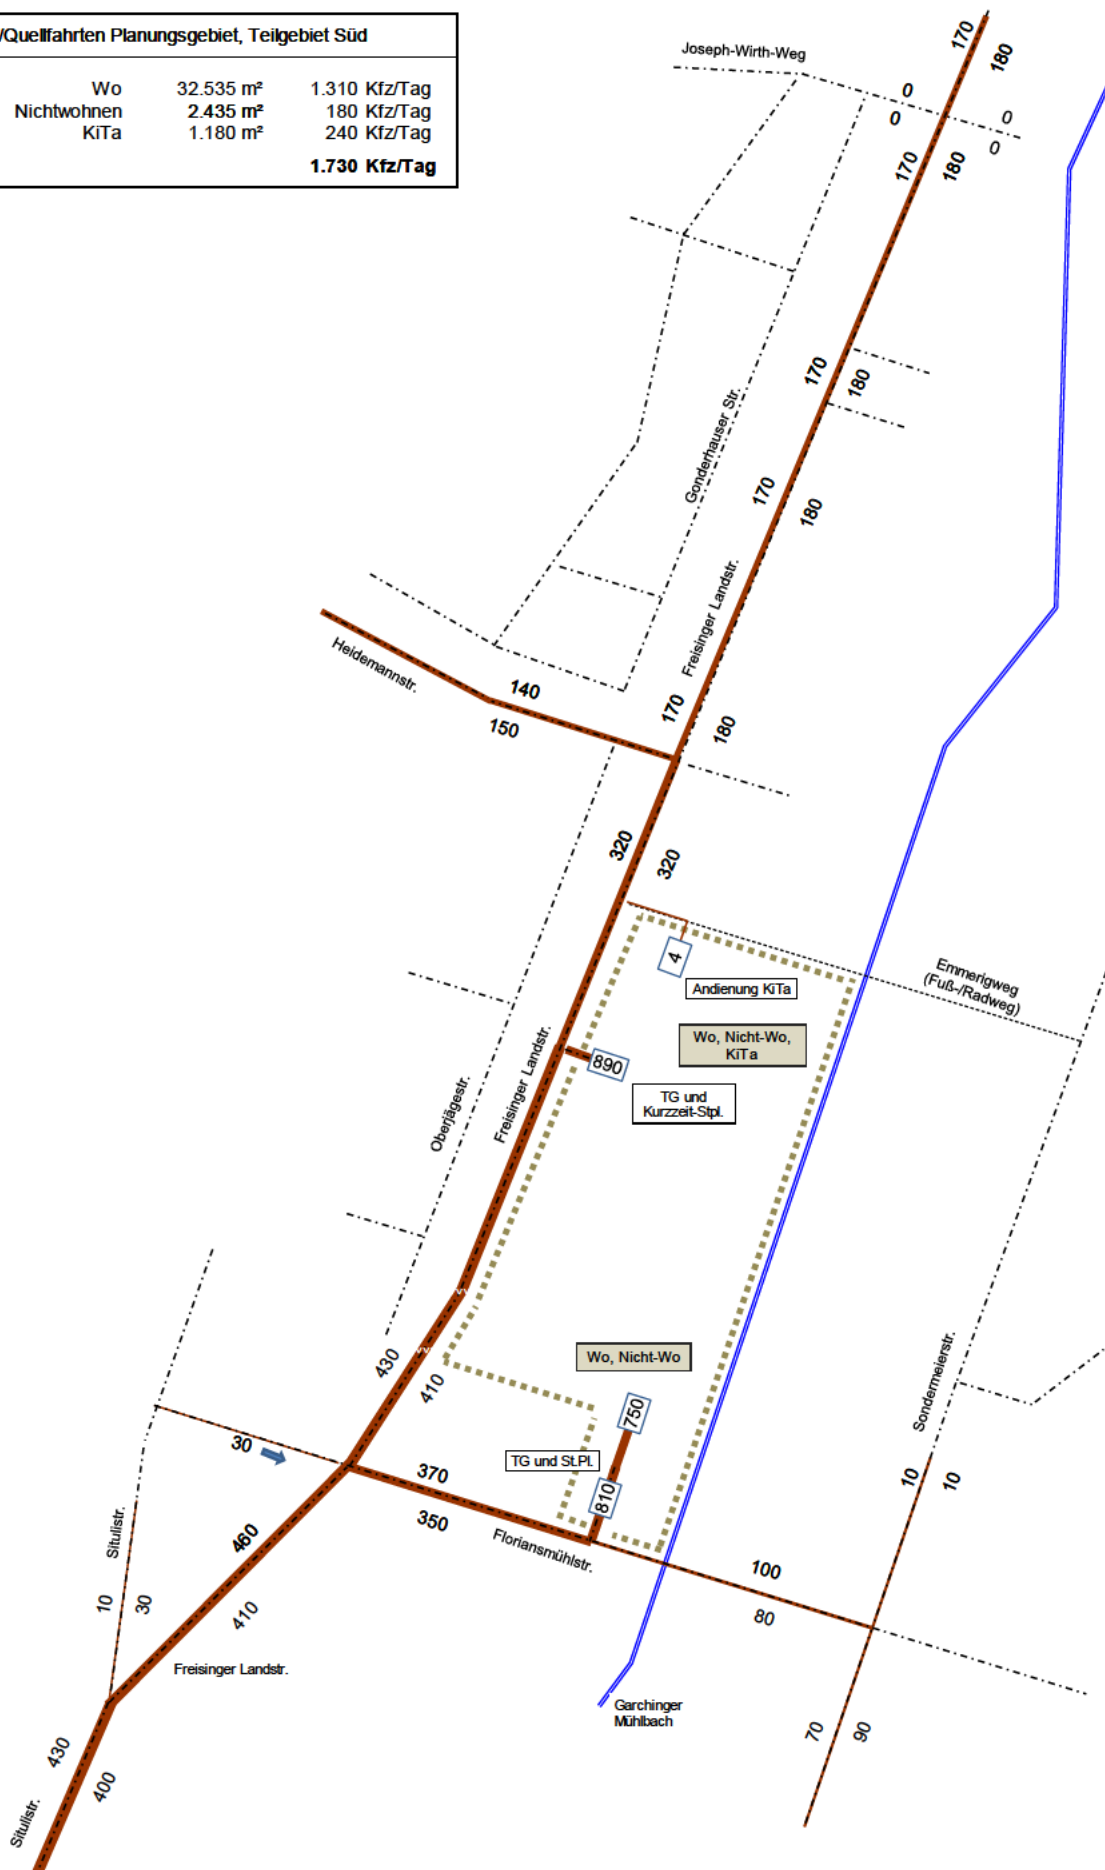 /Quellfahrten Planungsgebiet, Teilgebiet Süd
Wo 32.535 m² 1.310 Kfz/Tag
Nichtwohnen 2.435 m² 180 Kfz/Tag
KiTa 1.180 m² 240 Kfz/Tag
1.730 Kfz/Tag
170
180
Joseph-Wirth-Weg
0
0
0
0
170
180
170
180
Gonderhauser Str.
170
180
Freisinger Landstr.
Heidemannstr.
140
150
170
180
320
320
4
Andienung KiTa
Emmerigweg
(Fuß-/Radweg)
Wo, Nicht-Wo,
KiTa
890
TG und
Kurzzeit-Stpl.
Freisinger Landstr.
Oberjägestr.
Sondermeierstr.
Wo, Nicht-Wo
430
410
750
TG und St.Pl.
810
30
370
350
Floriansmühlstr.
10
10
100
80
Situlistr.
10
30
460
410
Freisinger Landstr.
Garchinger
Mühlbach
70
90
430
400
Situlistr.